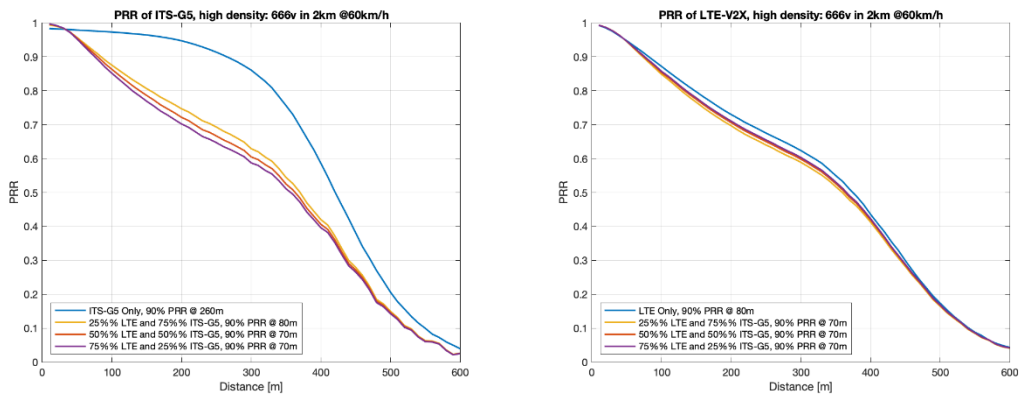 PRR of ITS-G5, high density: 666v in 2km @60km/h
1
0.9
0.8
0.7
0.6
0.5
0.4
0.3
0.2
0.1
0
PRR
ITS-G5 Only, 90% PRR @ 260m
25%% LTE and 75%% ITS-G5, 90% PRR @ 80m
50%% LTE and 50%% ITS-G5, 90% PRR @ 70m
75%% LTE and 25%% ITS-G5, 90% PRR @ 70m
0 100 200 300 400 500 600
Distance [m]
PRR of LTE-V2X, high density: 666v in 2km @60km/h
1
0.9
0.8
0.7
0.6
0.5
0.4
0.3
0.2
0.1
0
PRR
LTE Only, 90% PRR @ 80m
25%% LTE and 75%% ITS-G5, 90% PRR @ 70m
50%% LTE and 50%% ITS-G5, 90% PRR @ 70m
75%% LTE and 25%% ITS-G5, 90% PRR @ 70m
0 100 200 300 400 500 600
Distance [m]